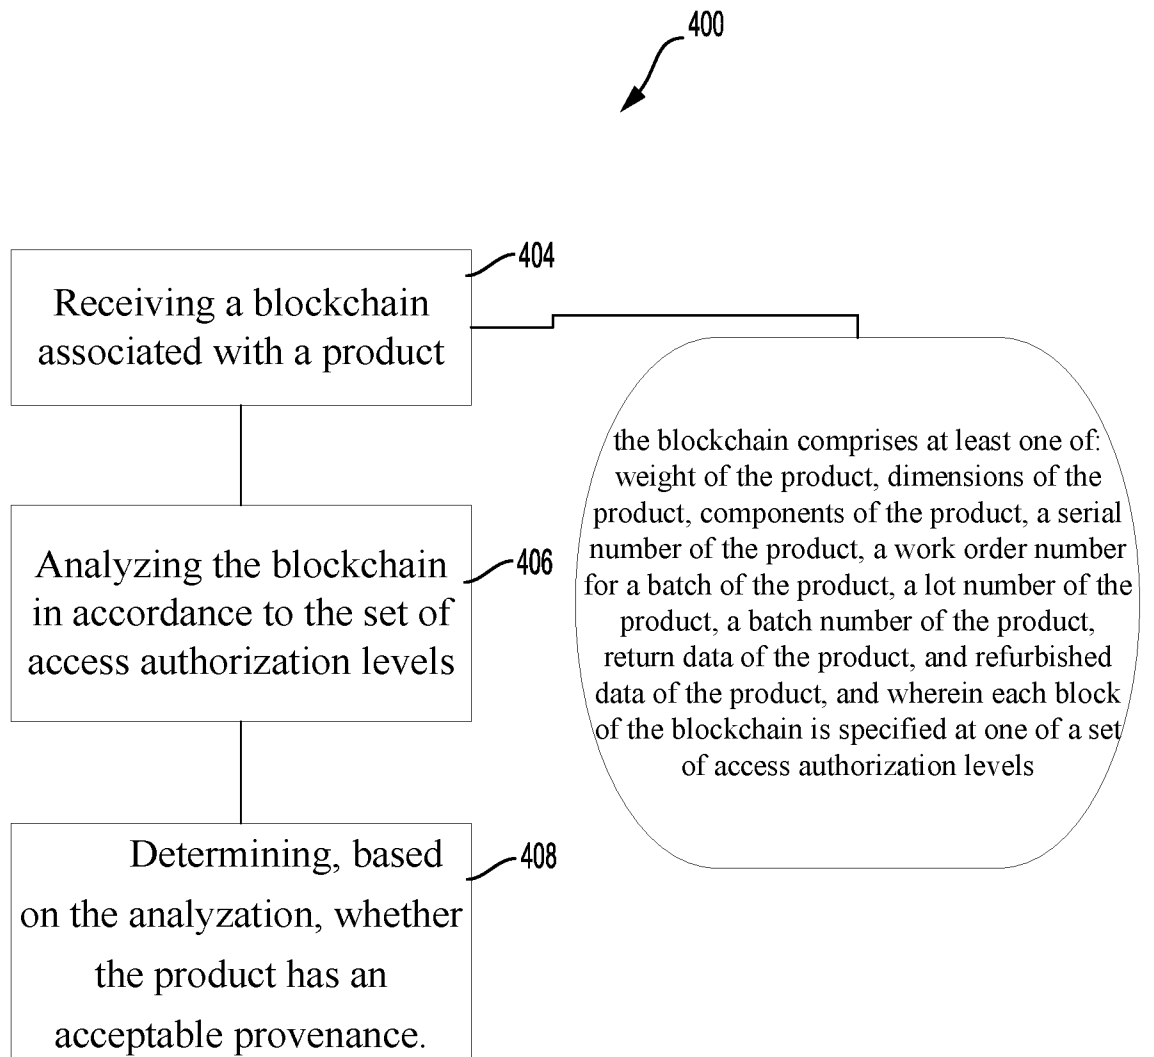 400
404
Receiving a blockchain
associated with a product
the blockchain comprises at least one of:
weight of the product, dimensions of the
product, components of the product, a serial
number of the product, a work order number
for a batch of the product, a lot number of the
product, a batch number of the product,
return data of the product, and refurbished
data of the product, and wherein each block
of the blockchain is specified at one of a set
of access authorization levels
406
Analyzing the blockchain
in accordance to the set of
access authorization levels
408
Determining, based
on the analyzation, whether
the product has an
acceptable provenance.